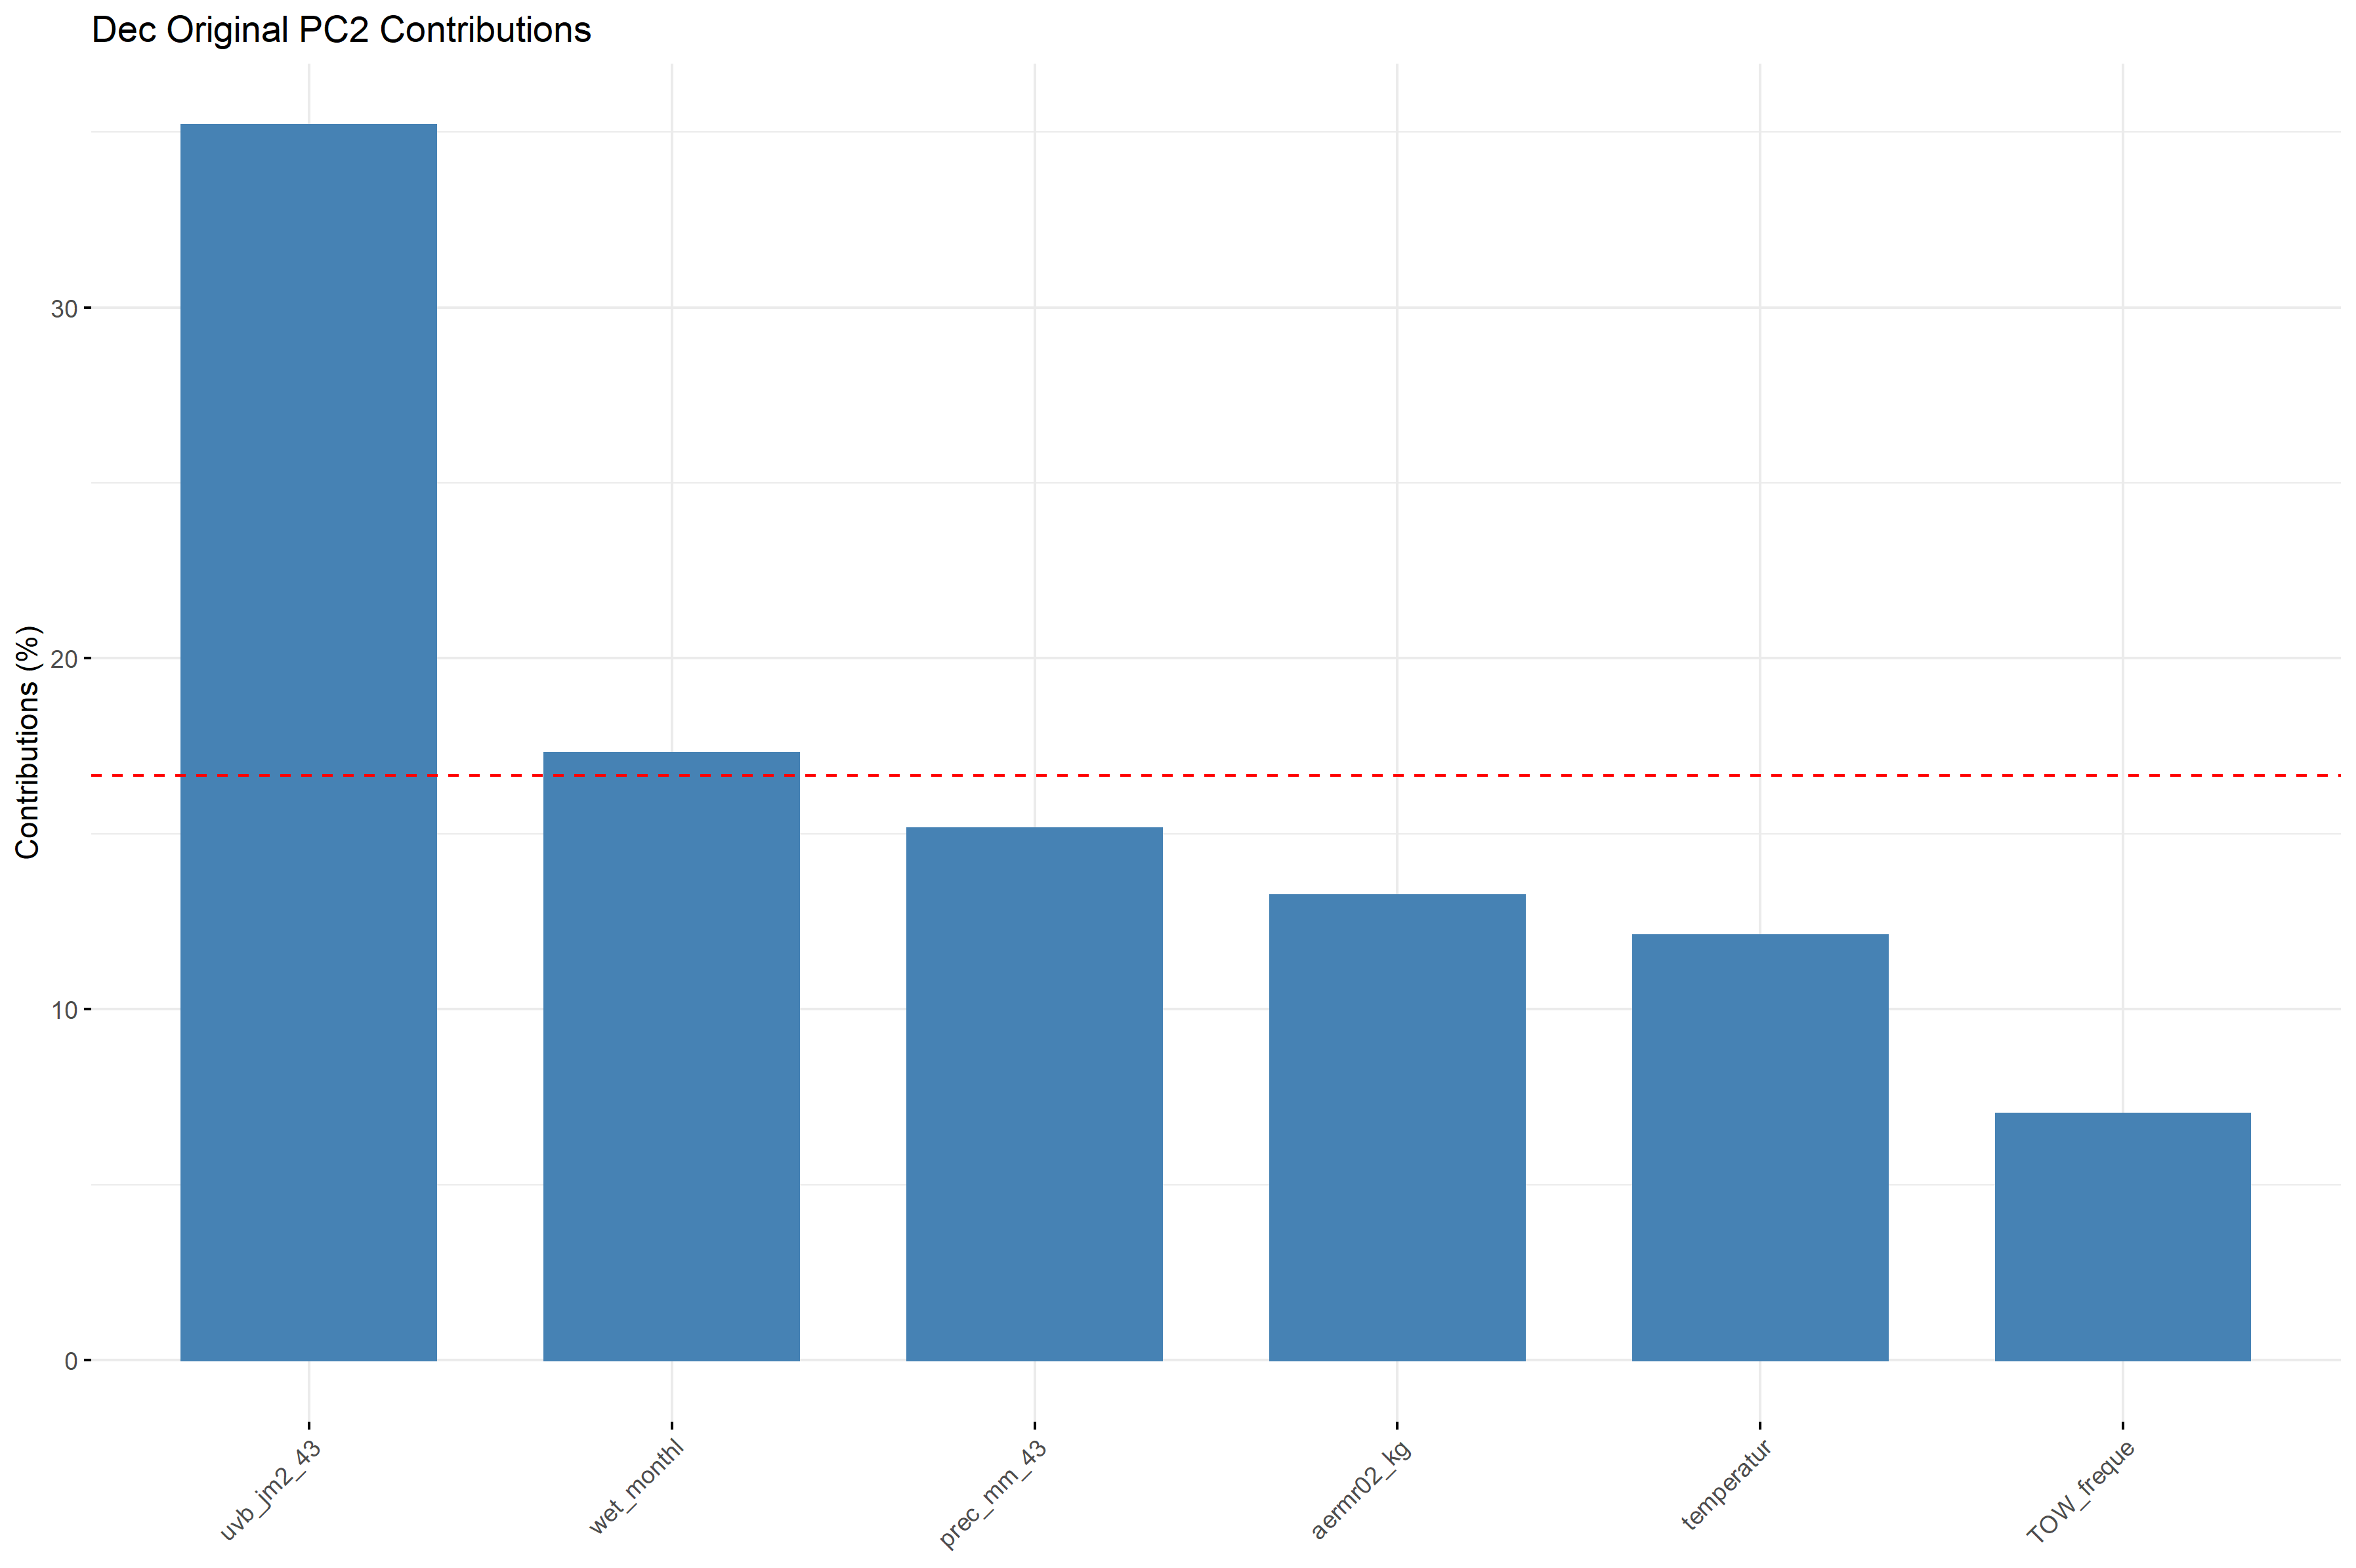 Dec Original PC2 Contributions
Contributions (%)
30
20
10
0
uvb_jm2_43
wet_monthl
prec_mm_43
aermr02_kg
temperatur
TOW_freque